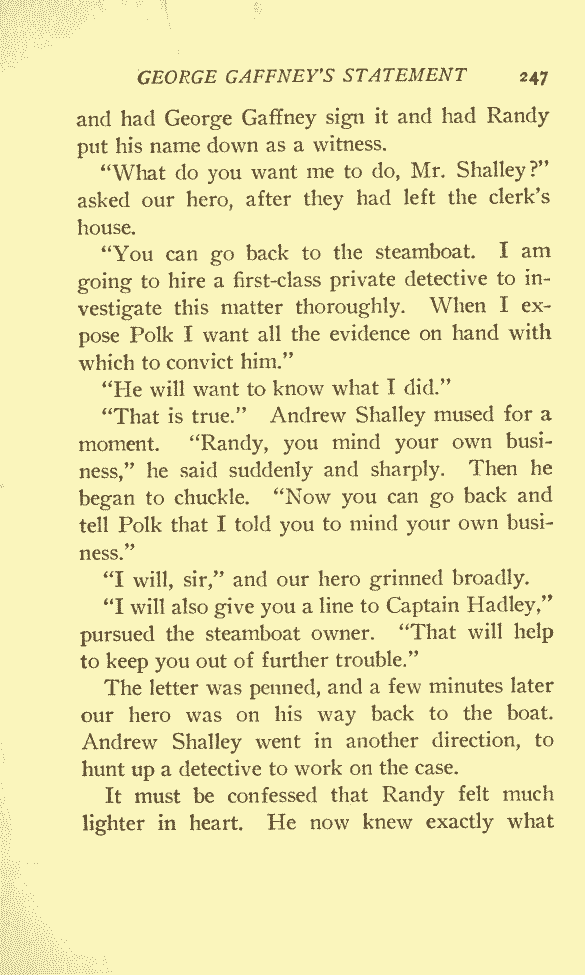 GEORGE GAFFNEY'S STATEMENT 247
and had George Gaffney sign it and had Randy
put his name down as a witness.
“What do you want me to do, Mr. Shalley?”
asked our hero, after they had left the clerk’s
house.
“You can go back to the steamboat. I am
going to hire a first-class private detective to in-
vestigate this matter thoroughly. When I ex-
pose Polk I want all the evidence on hand with
which to convict him.”
“He will want to know what I did.”
“That is true.” Andrew Shalley mused for a
moment. “Randy, you mind your own busi-
ness,” he said suddenly and sharply. Then he
began to chuckle. “Now you can go back and
tell Polk that I told you to mind your own busi-
ness.”
“I will, sir,” and our hero grinned broadly.
“I will also give you a line to Captain Hadley,”
pursued the steamboat owner. “That will help
to keep you out of further trouble.”
The letter was penned, and a few minutes later
our hero was on his way back to the boat.
Andrew Shalley went in another direction, to
hunt up a detective to work on the case.
It must be confessed that Randy felt much
lighter in heart. He now knew exactly what